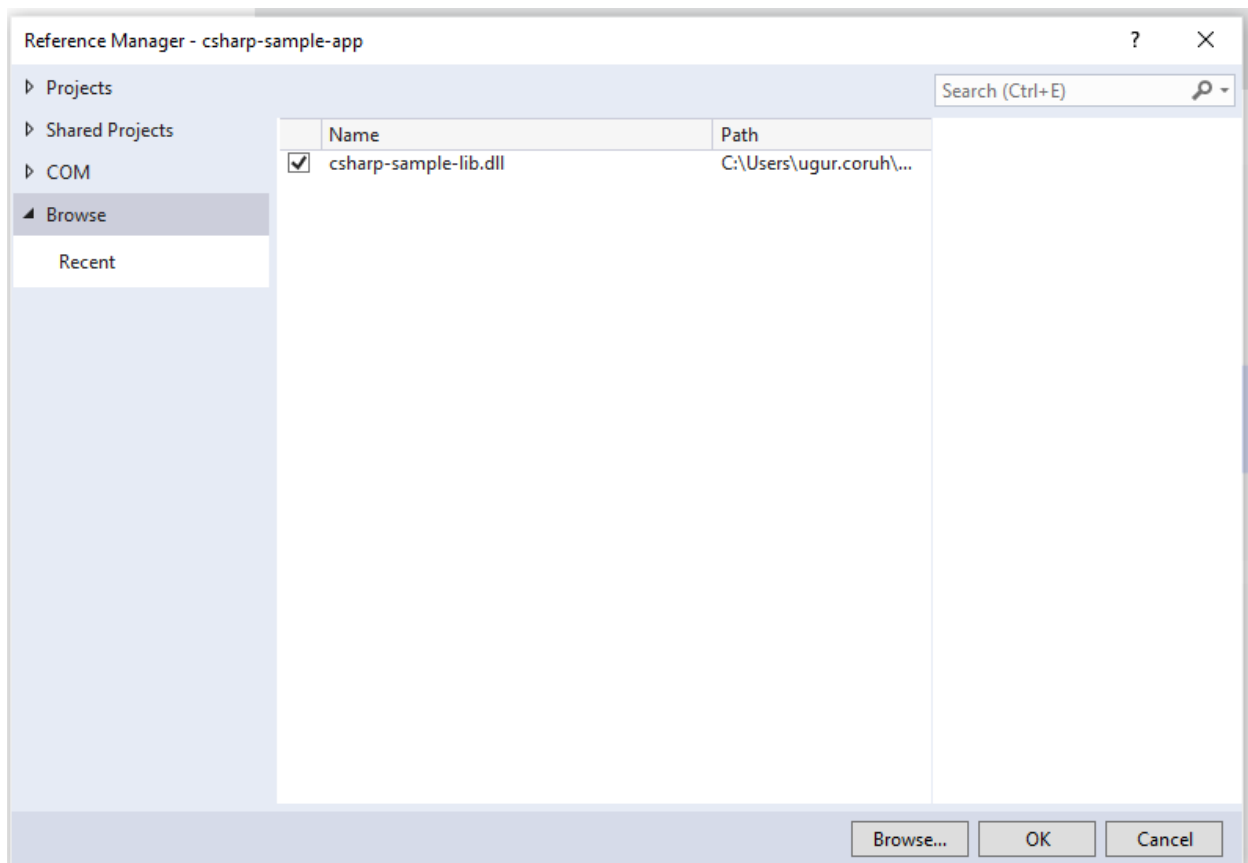 Reference Manager - csharp-sample-app ? ✕
Projects
Search (Ctrl+E)
Shared Projects
COM
Browse
Recent
Name Path
csharp-sample-lib.dll C:\Users\ugur.coruh\...
Browse... OK Cancel